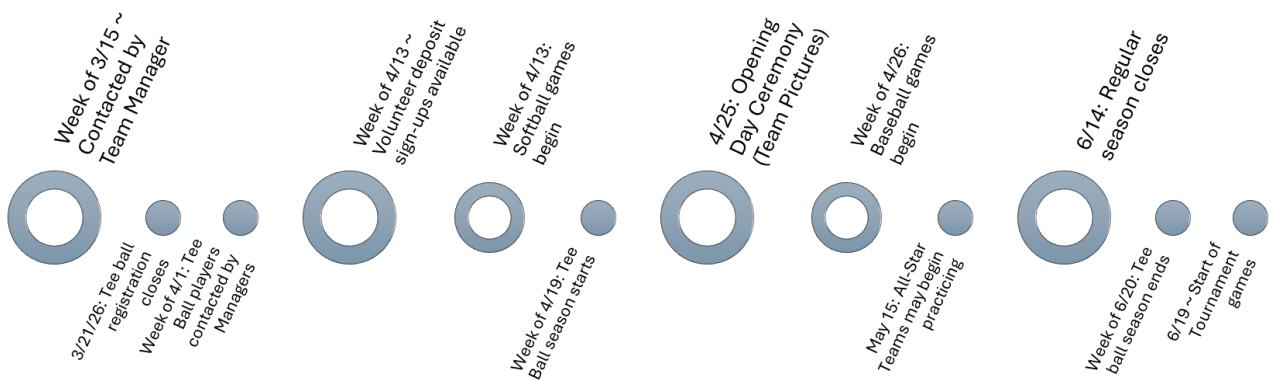 Week of 3/15 ~
Contacted by
Team Manager
3/21/26: Tee ball
registration
closes
Week of 4/1: Tee
Ball players
contacted by
Managers
Week of 4/13 ~
Volunteer deposit
sign-ups available
Week of 4/13:
Softball games
begin
Week of 4/19: Tee
Ball season starts
4/25: Opening
Day Ceremony
(Team Pictures)
Week of 4/26:
Baseball games
begin
May 15: All-Star
Teams may begin
practicing
6/14: Regular
season closes
Week of 6/20: Tee
ball season ends
6/19 ~ Start of
Tournament
games